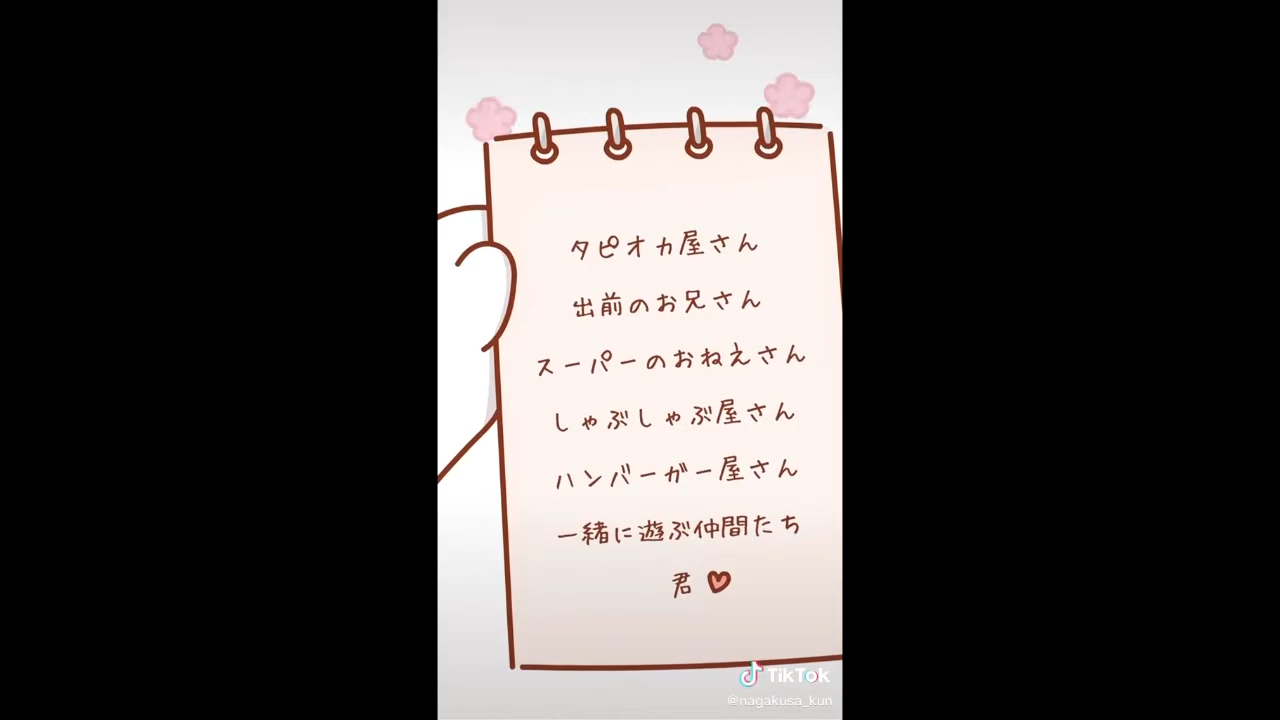 タピオカ屋さん
出前のお兄さん
スーパーのおねえさん
しゃぶしゃぶ屋さん
ハンバーガー屋さん
一緒に遊ぶ仲間たち
君
TikTok
@nagakusa_kun